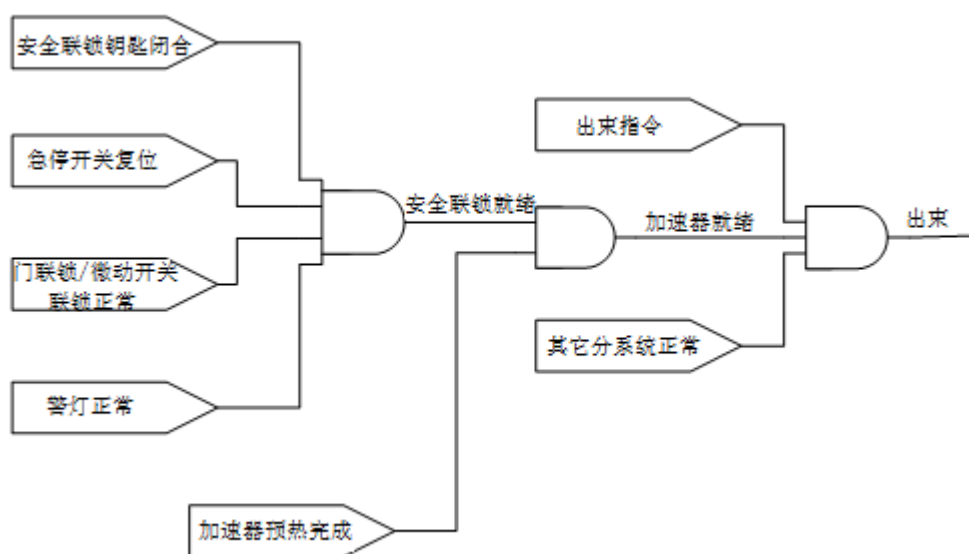 安全联锁钥匙闭合
急停开关复位
门联锁/微动开关
联锁正常
警灯正常
加速器预热完成
安全联锁就绪
出束指令
加速器就绪
其它分系统正常
出束